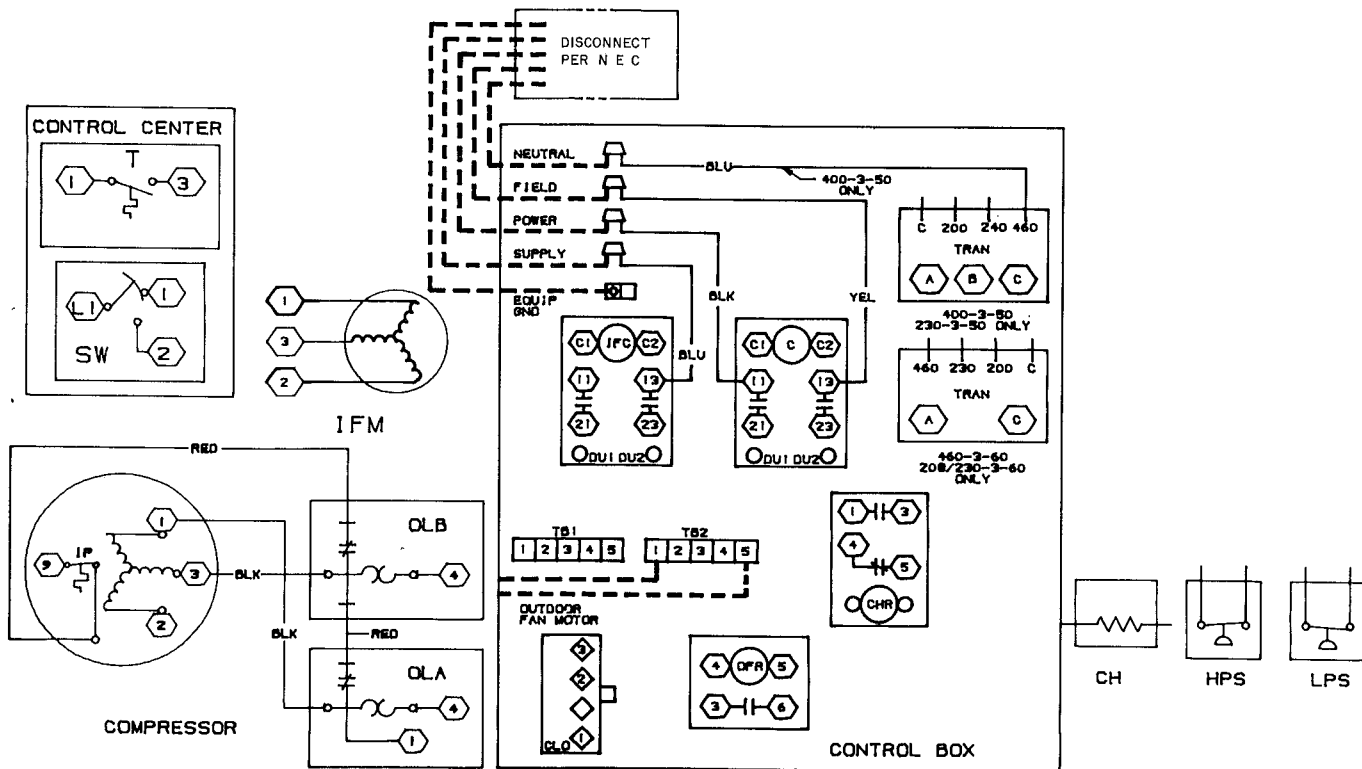 DISCONNECT
PER N E C
CONTROL CENTER
T
1
3
L1
1
2
SW
1
3
2
IFM
NEUTRAL
FIELD
POWER
SUPPLY
EQUIP
GND
BLU
400-3-50
ONLY
BLK
YEL
BLU
C 200 240 460
TRAN
A B C
400-3-50
230-3-50 ONLY
460 230 200 C
TRAN
A C
460-3-60
208/230-3-60
ONLY
C1 IFC C2
11 13
21 23
DU1 DU2
C1 C C2
11 13
21 23
DU1 DU2
RED
1
9
IP
3
2
BLK
BLK
COMPRESSOR
OLB
4
RED
OLA
4
1
TB1
1 2 3 4 5
TB2
1 2 3 4 5
OUTDOOR
FAN MOTOR
3
2
1
CLO
4 OFR 5
3 6
1 3
4
5
CHR
CONTROL BOX
CH
HPS
LPS